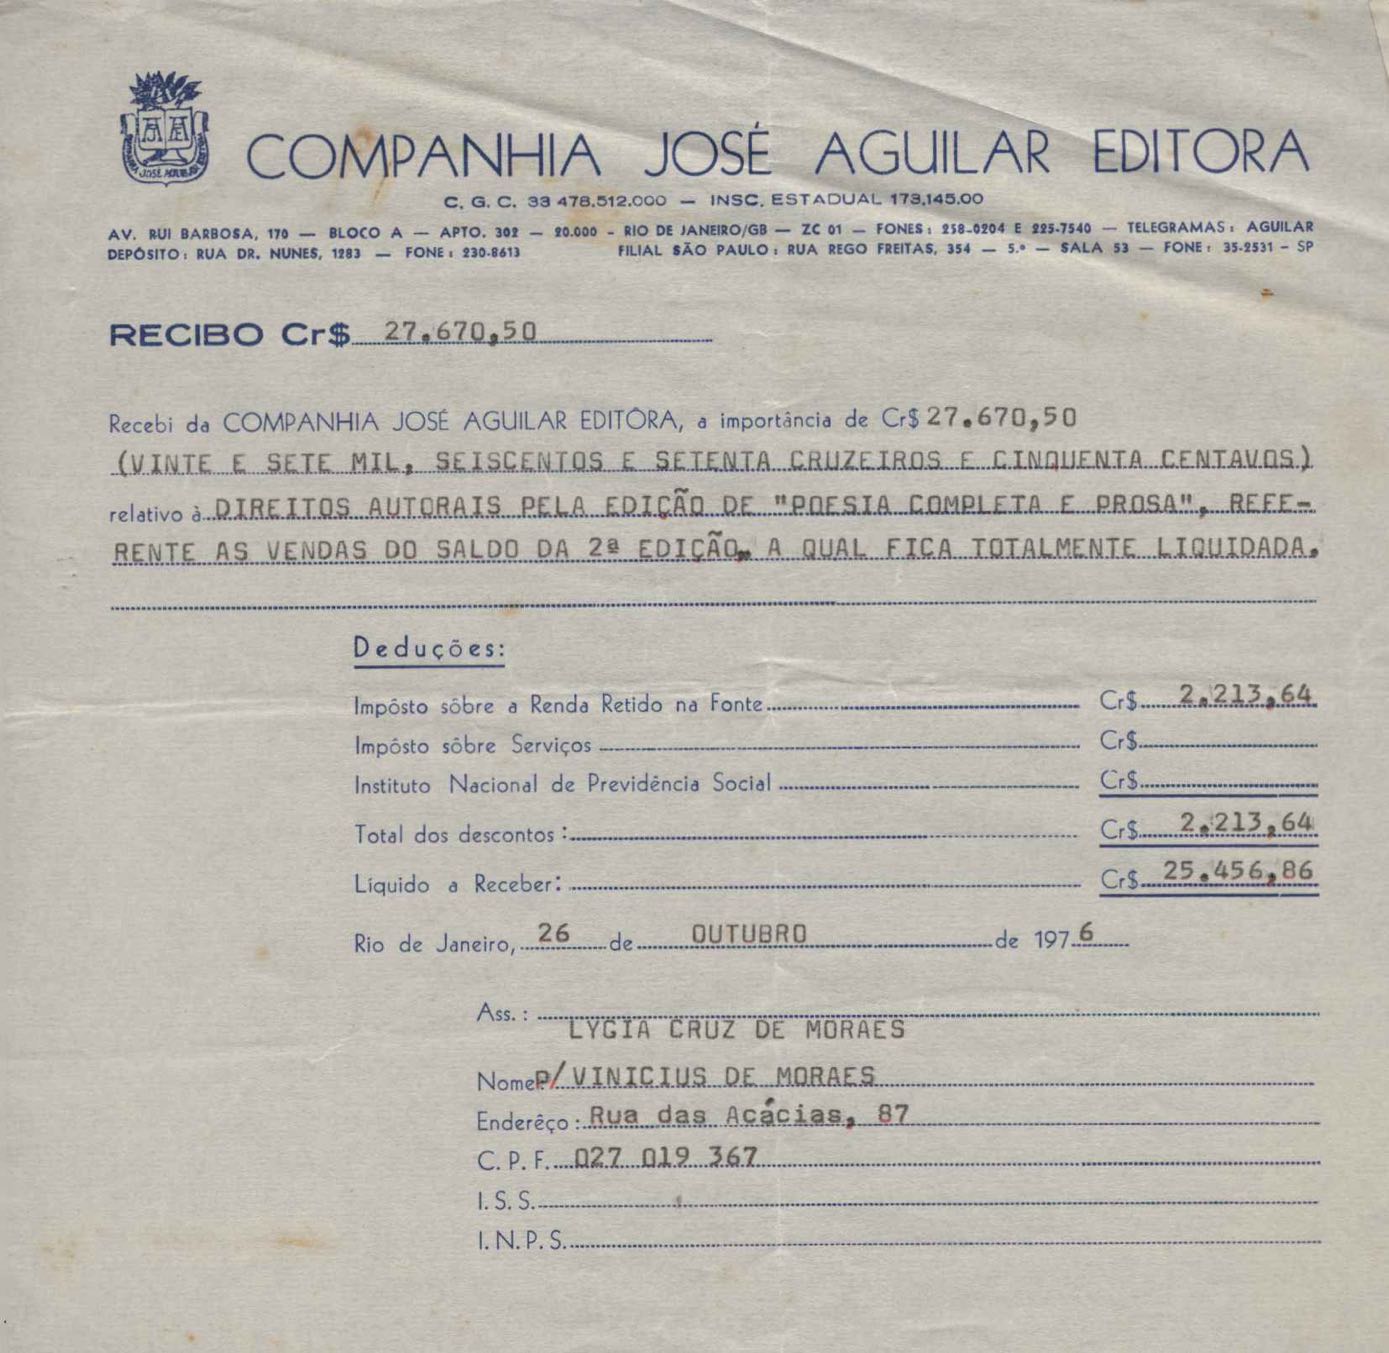 COMPANHIA JOSÉ AGUILAR EDITORA
JOSÉ AGUILAR
C. G. C. 33 478.512.000 — INSC. ESTADUAL 173.145.00
AV. RUI BARBOSA, 170 — BLOCO A — APTO. 302 — 20.000 - RIO DE JANEIRO/GB — ZC 01 — FONES: 258-0204 E 225-7540 — TELEGRAMAS: AGUILAR
DEPÓSITO: RUA DR. NUNES, 1283 — FONE: 230-8613 FILIAL SÃO PAULO: RUA REGO FREITAS, 354 — 5.º — SALA 53 — FONE: 35-2531 - SP
RECIBO Cr$ 27.670,50
Recebi da COMPANHIA JOSÉ AGUILAR EDITÔRA, a importância de Cr$ 27.670,50
(VINTE E SETE MIL, SEISCENTOS E SETENTA CRUZEIROS E CINQUENTA CENTAVOS)
relativo à DIREITOS AUTORAIS PELA EDIÇÃO DE "POESIA COMPLETA E PROSA", REFE-
RENTE AS VENDAS DO SALDO DA 2ª EDIÇÃO, A QUAL FICA TOTALMENTE LIQUIDADA.
Deduções:
Impôsto sôbre a Renda Retido na Fonte Cr$ 2.213,64
Impôsto sôbre Serviços Cr$
Instituto Nacional de Previdência Social Cr$
Total dos descontos: Cr$ 2.213,64
Líquido a Receber: Cr$ 25.456,86
Rio de Janeiro, 26 de OUTUBRO de 1976
Ass.:
LYGIA CRUZ DE MORAES
Nome: P/VINICIUS DE MORAES
Enderêço: Rua das Acácias, 87
C. P. F. 027 019 367
I. S. S.
I. N. P. S.